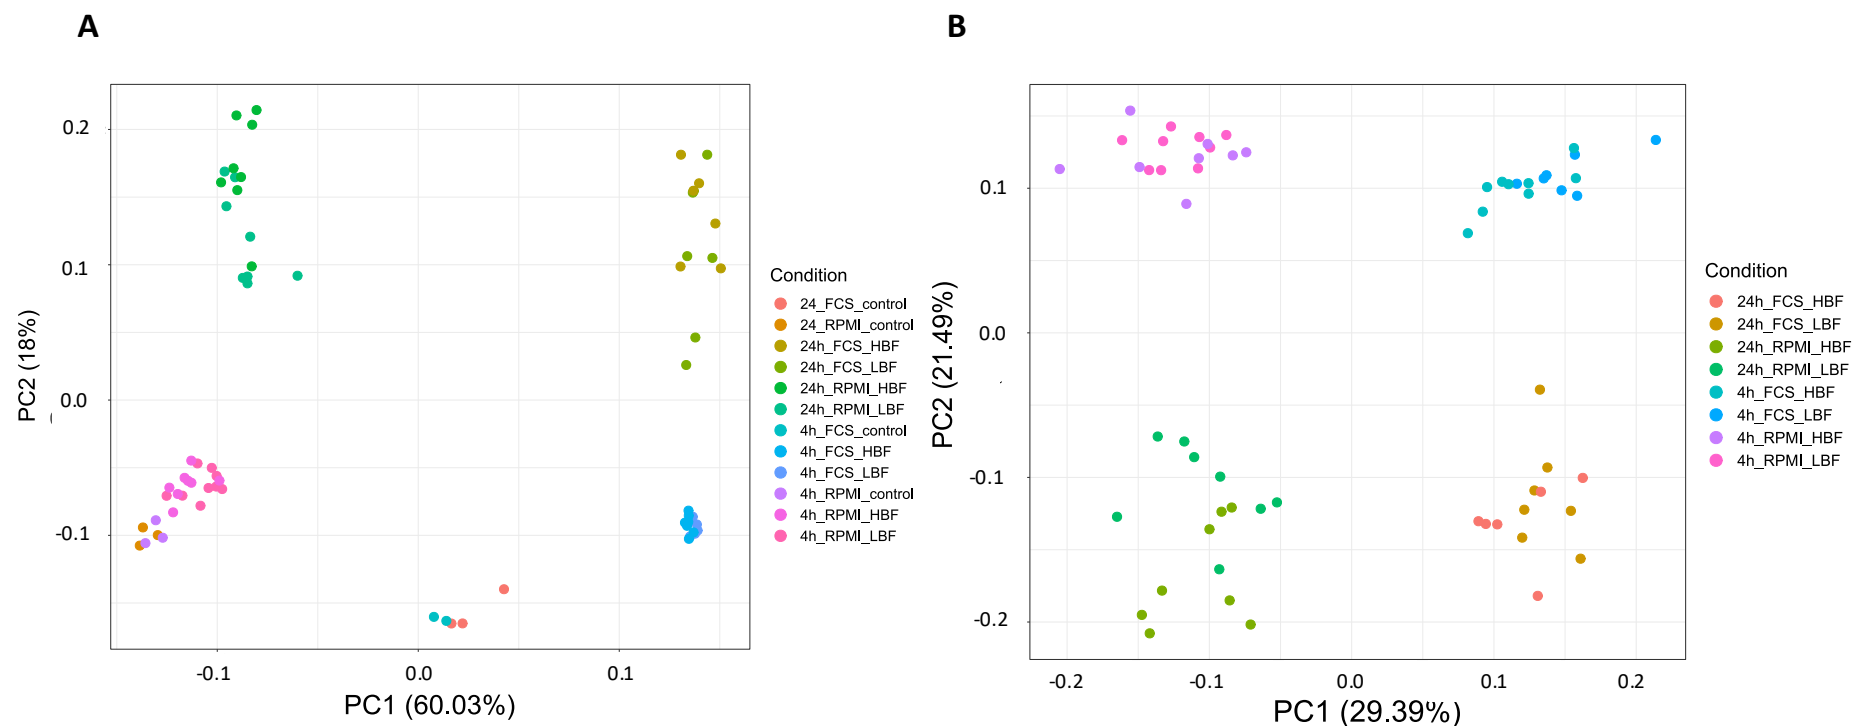 A
B
0.2
0.1
0.0
-0.1
PC2 (18%)
-0.1
0.0
0.1
PC1 (60.03%)
Condition
24_FCS_control
24_RPMI_control
24h_FCS_HBF
24h_FCS_LBF
24h_RPMI_HBF
24h_RPMI_LBF
4h_FCS_control
4h_FCS_HBF
4h_FCS_LBF
4h_RPMI_control
4h_RPMI_HBF
4h_RPMI_LBF
0.1
0.0
-0.1
-0.2
PC2 (21.49%)
-0.2
-0.1
0.0
0.1
0.2
PC1 (29.39%)
Condition
24h_FCS_HBF
24h_FCS_LBF
24h_RPMI_HBF
24h_RPMI_LBF
4h_FCS_HBF
4h_FCS_LBF
4h_RPMI_HBF
4h_RPMI_LBF